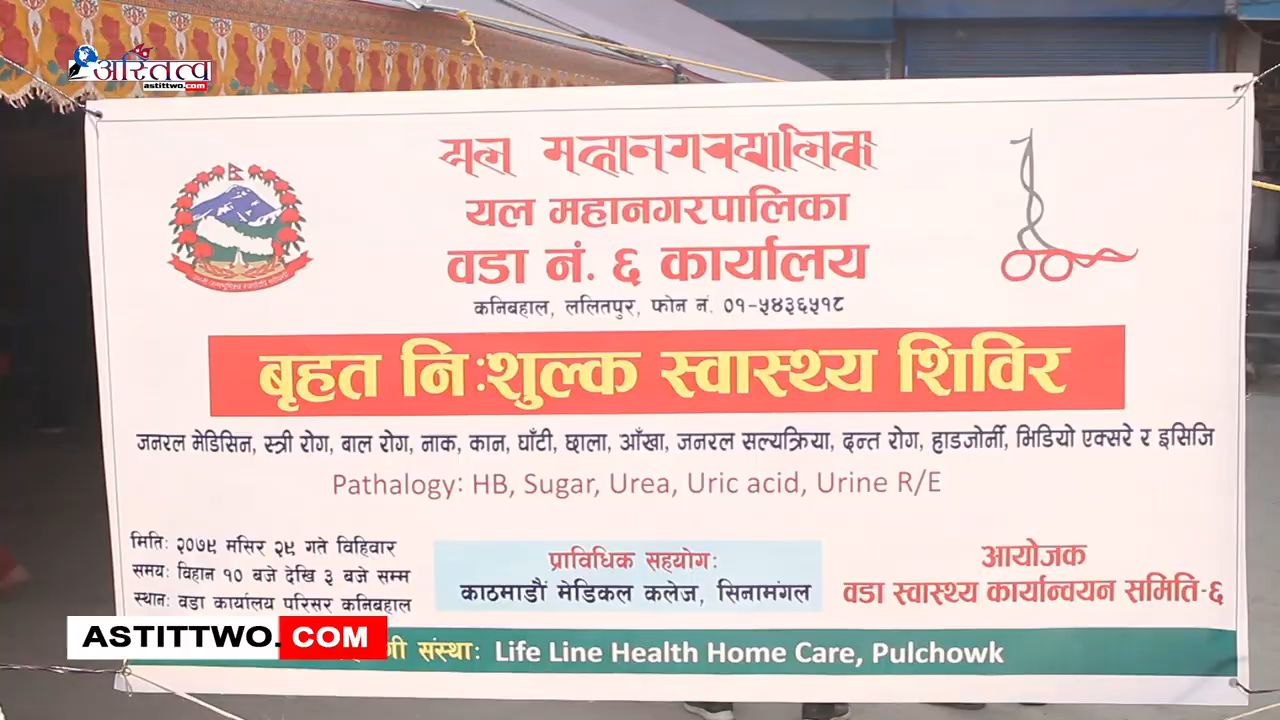 अस्तित्व
astittwo.com
यल महानगरपालिका
यल महानगरपालिका
वडा नं. ६ कार्यालय
कनिबहाल, ललितपुर, फोन नं. ०१-५४३६५१८
बृहत निःशुल्क स्वास्थ्य शिविर
जनरल मेडिसिन, स्त्री रोग, बाल रोग, नाक, कान, घाँटी, छाला, आँखा, जनरल सल्यक्रिया, दन्त रोग, हाडजोर्नी, भिडियो एक्सरे र इसिजि
Pathalogy: HB, Sugar, Urea, Uric acid, Urine R/E
मितिः २०७९ मसिर २९ गते विहिवार
समयः विहान १० बजे देखि ३ बजे सम्म
स्थानः वडा कार्यालय परिसर कनिबहाल
प्राविधिक सहयोगः
काठमाडौं मेडिकल कलेज, सिनामंगल
आयोजक
वडा स्वास्थ्य कार्यान्वयन समिति-६
संस्थाः Life Line Health Home Care, Pulchowk
ASTITTWO.COM